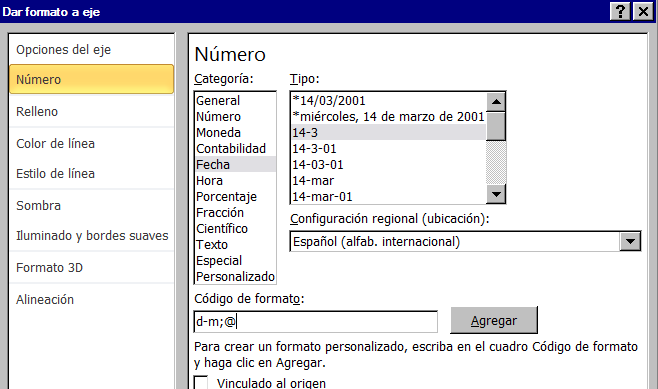 Dar formato a eje
Opciones del eje
Número
Relleno
Color de línea
Estilo de línea
Sombra
Iluminado y bordes suaves
Formato 3D
Alineación
Número
Categoría:
General
Número
Moneda
Contabilidad
Fecha
Hora
Porcentaje
Fracción
Científico
Texto
Especial
Personalizado
Tipo:
*14/03/2001
*miércoles, 14 de marzo de 2001
14-3
14-3-01
14-03-01
14-mar
14-mar-01
Configuración regional (ubicación):
Español (alfab. internacional)
Código de formato:
d-m;@
Agregar
Para crear un formato personalizado, escriba en el cuadro Código de formato
y haga clic en Agregar.
Vinculado al origen